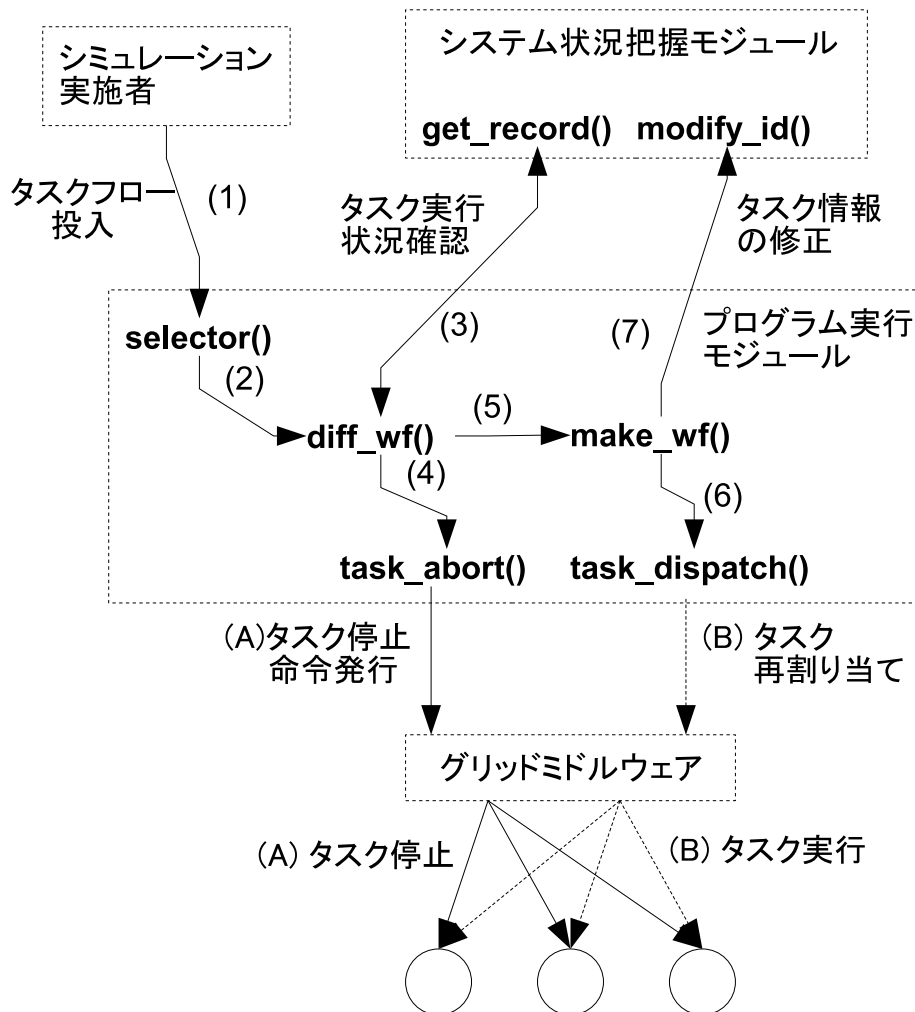 シミュレーション
実施者
システム状況把握モジュール
get_record() modify_id()
タスクフロー
投入
(1)
タスク実行
状況確認
タスク情報
の修正
selector()
(2)
(3)
(7)
プログラム実行
モジュール
diff_wf()
(5)
make_wf()
(4)
(6)
task_abort()
task_dispatch()
(A)タスク停止
命令発行
(B) タスク
再割り当て
グリッドミドルウェア
(A) タスク停止
(B) タスク実行